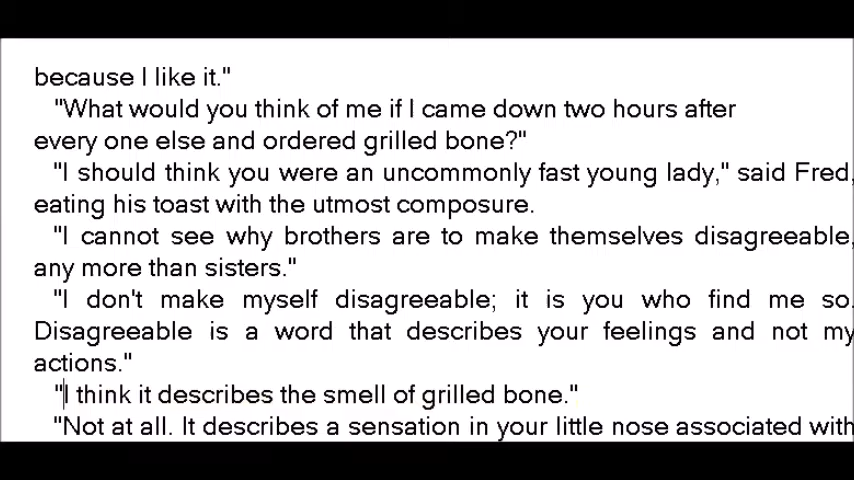 because I like it."
"What would you think of me if I came down two hours after
every one else and ordered grilled bone?"
"I should think you were an uncommonly fast young lady," said Fred,
eating his toast with the utmost composure.
"I cannot see why brothers are to make themselves disagreeable,
any more than sisters."
"I don't make myself disagreeable; it is you who find me so.
Disagreeable is a word that describes your feelings and not my
actions."
"I think it describes the smell of grilled bone."
"Not at all. It describes a sensation in your little nose associated with